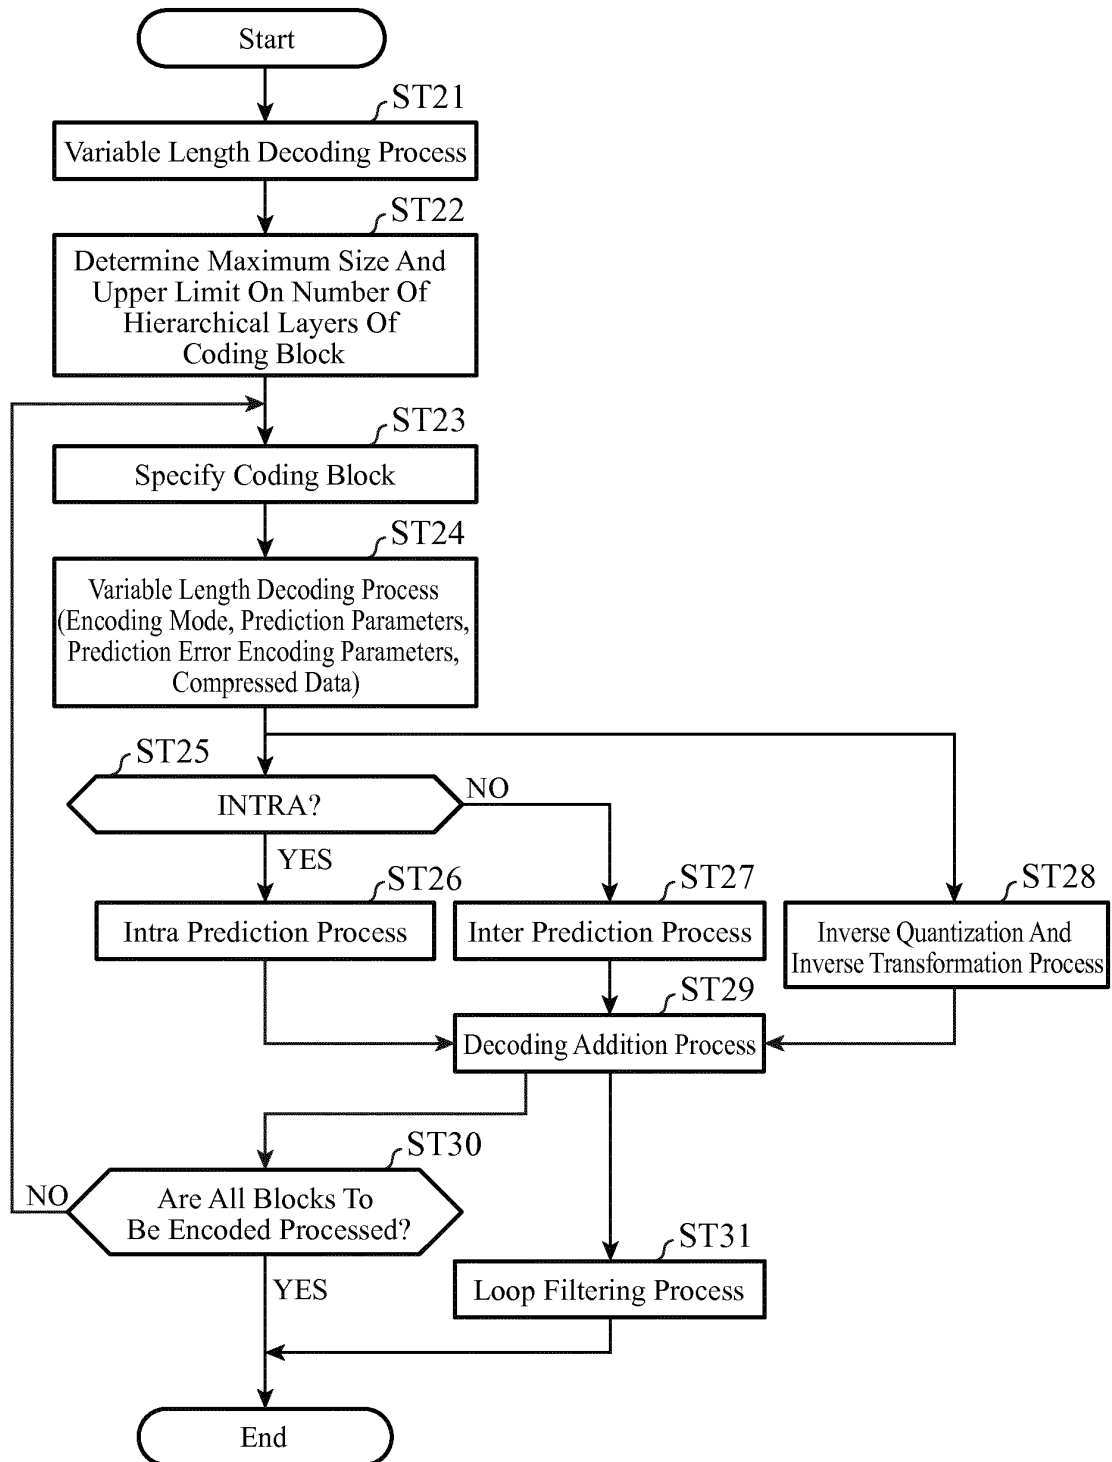 Start
ST21
Variable Length Decoding Process
ST22
Determine Maximum Size And
Upper Limit On Number Of
Hierarchical Layers Of
Coding Block
ST23
Specify Coding Block
ST24
Variable Length Decoding Process
(Encoding Mode, Prediction Parameters,
Prediction Error Encoding Parameters,
Compressed Data)
ST25
INTRA?
NO
YES
ST26
Intra Prediction Process
ST27
Inter Prediction Process
ST28
Inverse Quantization And
Inverse Transformation Process
ST29
Decoding Addition Process
ST30
NO
Are All Blocks To
Be Encoded Processed?
YES
ST31
Loop Filtering Process
End